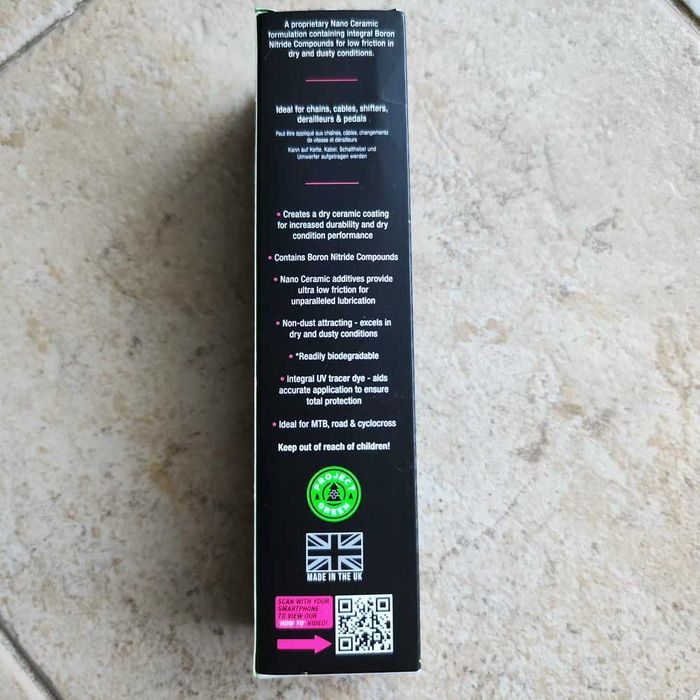 A proprietary Nano Ceramic
formulation containing integral Boron
Nitride Compounds for low friction in
dry and dusty conditions.
Ideal for chains, cables, shifters,
derailleurs & pedals
Peut être appliqué aux chaînes, câbles, changements
de vitesse et dérailleurs
Kann auf Kette, Kabel, Schalthebel und
Umwerfer aufgetragen werden
• Creates a dry ceramic coating
for increased durability and dry
condition performance
• Contains Boron Nitride Compounds
• Nano Ceramic additives provide
ultra low friction for
unparalleled lubrication
• Non-dust attracting - excels in
dry and dusty conditions
• *Readily biodegradable
• Integral UV tracer dye - aids
accurate application to ensure
total protection
• Ideal for MTB, road & cyclocross
Keep out of reach of children!
PROJECT
GREEN
MADE IN THE UK
SCAN WITH YOUR
SMARTPHONE
TO VIEW OUR
'HOW TO' VIDEO!